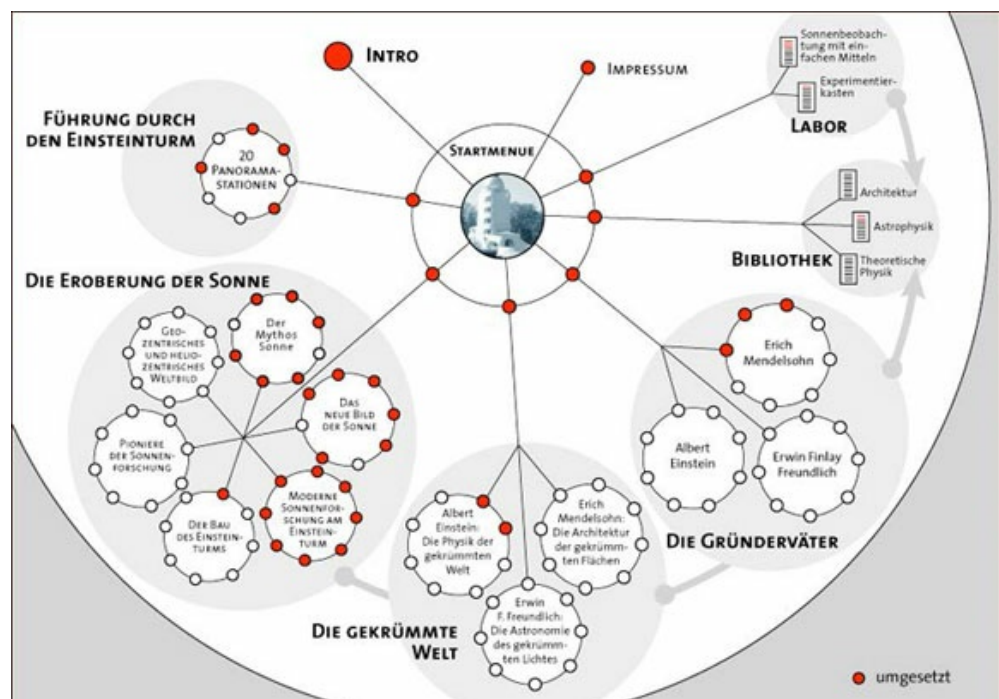 INTRO
IMPRESSUM
STARTMENUE
Sonnenbeobach-
tung mit ein-
fachen Mitteln
Experimentier-
kasten
LABOR
FÜHRUNG DURCH
DEN EINSTEINTURM
20
PANORAMA-
STATIONEN
Architektur
Astrophysik
Theoretische
Physik
BIBLIOTHEK
DIE EROBERUNG DER SONNE
GEO-
ZENTRISCHES
UND HELIO-
ZENTRISCHES
WELTBILD
DER
MYTHOS
SONNE
DAS
NEUE BILD
DER SONNE
PIONIERE
DER SONNEN-
FORSCHUNG
MODERNE
SONNENFOR-
SCHUNG AM
EINSTEIN-
TURM
DER BAU
DES EINSTEIN-
TURMS
Erich
Mendelsohn
Albert
Einstein
Erwin Finlay
Freundlich
DIE GRÜNDERVÄTER
Albert
Einstein:
Die Physik der
gekrümmten
Welt
Erich
Mendelsohn:
Die Architektur
der gekrümm-
ten Flächen
Erwin
F. Freundlich:
Die Astronomie
des gekrümm-
ten Lichtes
DIE GEKRÜMMTE
WELT
umgesetzt